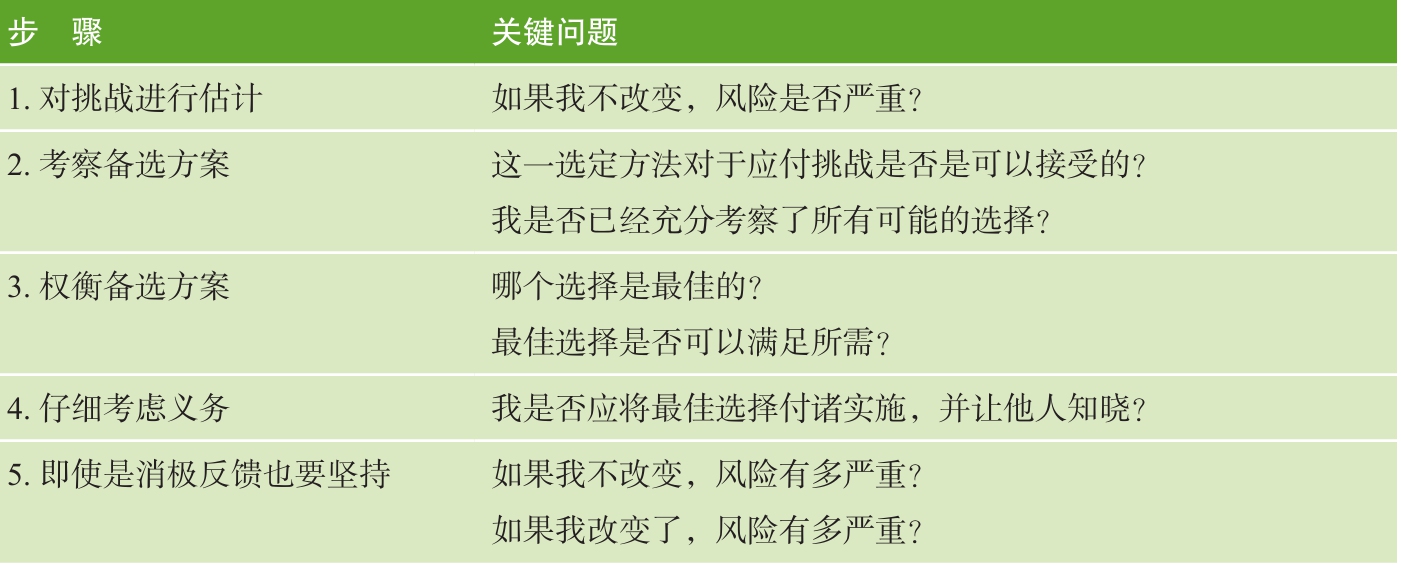 步 骤 关键问题
1. 对挑战进行估计 如果我不改变，风险是否严重？
2. 考察备选方案 这一选定方法对于应付挑战是否是可以接受的？
我是否已经充分考察了所有可能的选择？
3. 权衡备选方案 哪个选择是最佳的？
最佳选择是否可以满足所需？
4. 仔细考虑义务 我是否应将最佳选择付诸实施，并让他人知晓？
5. 即使是消极反馈也要坚持 如果我不改变，风险有多严重？
如果我改变了，风险有多严重？